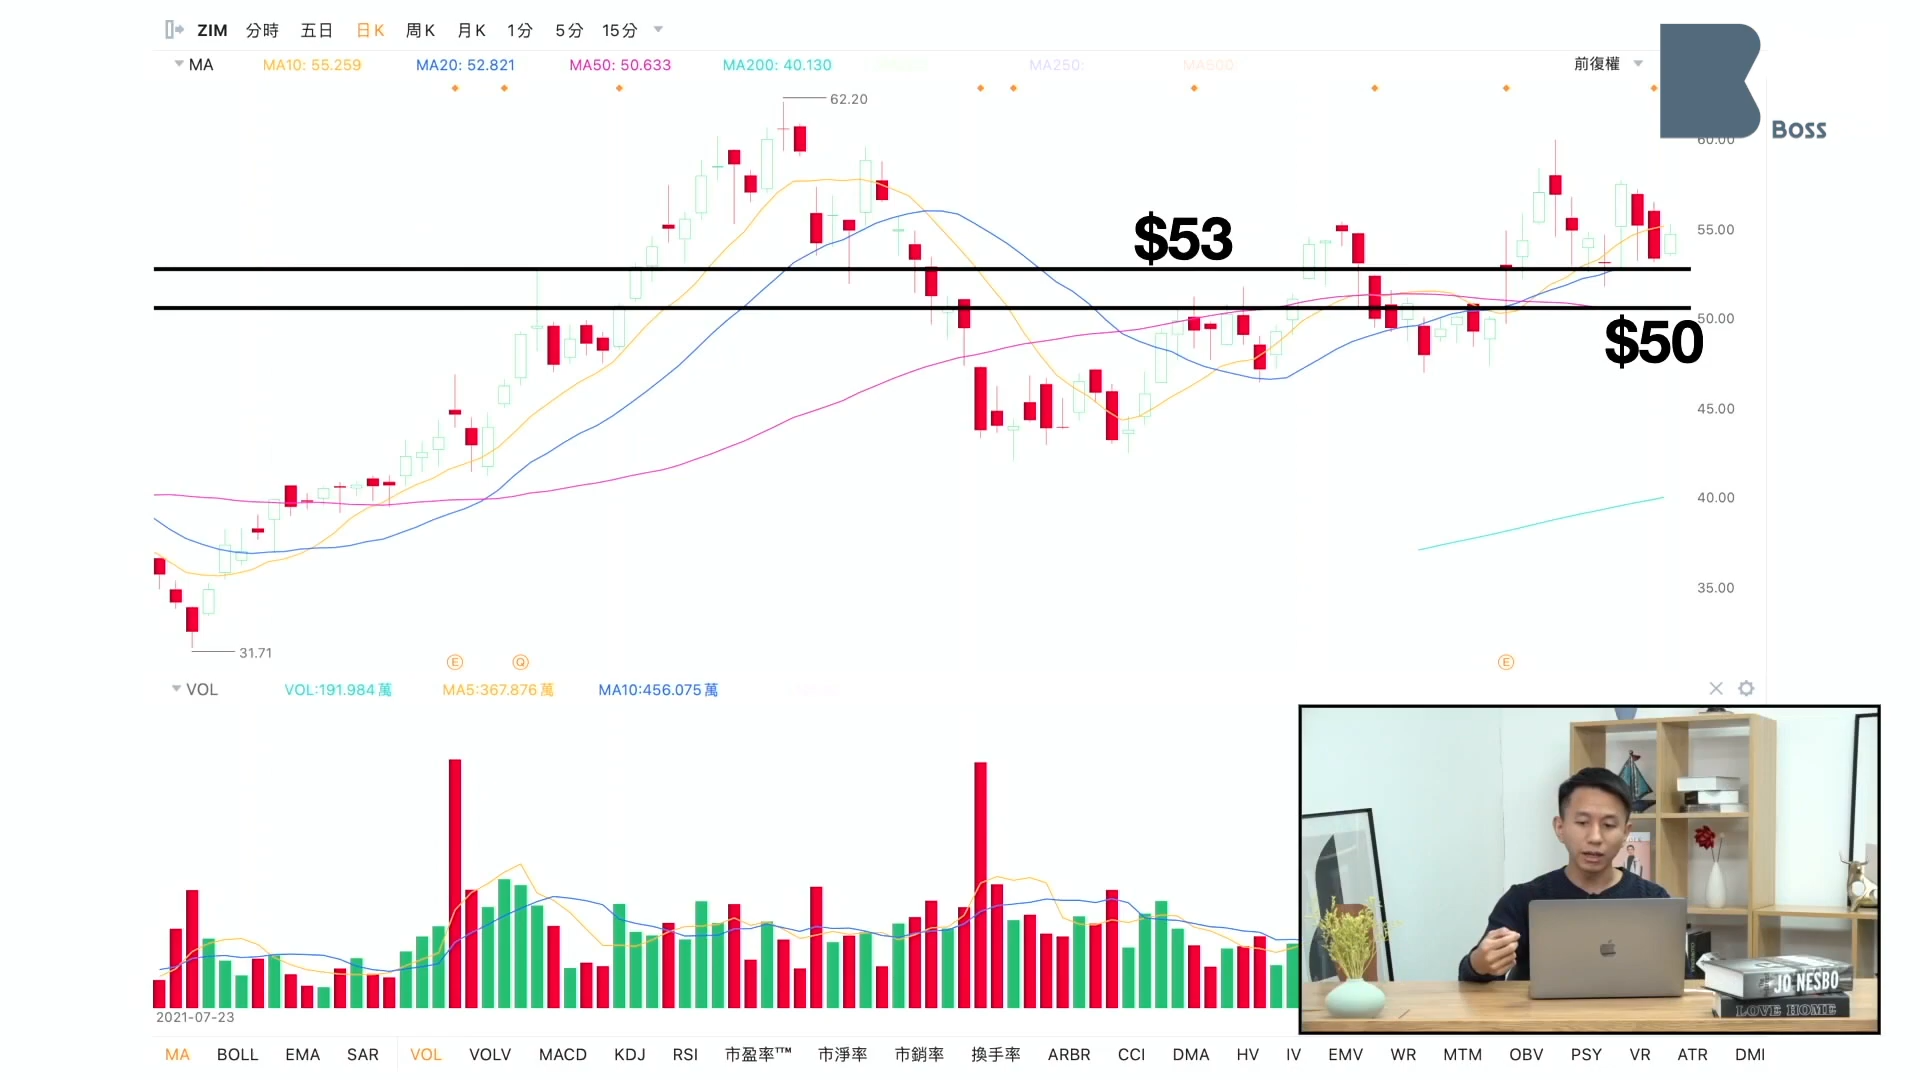 ZIM 分時 五日 日K 周K 月K 1分 5分 15分
MA MA10: 55.259 MA20: 52.821 MA50: 50.633 MA200: 40.130 MA250: MA500: 前復權
Boss
62.20
60.00
$53
55.00
50.00
$50
45.00
40.00
35.00
31.71
E Q E
VOL VOL:191.984萬 MA5:367.876萬 MA10:456.075萬
JO NESBO
LOVE HOME
2021-07-23
MA BOLL EMA SAR VOL VOLV MACD KDJ RSI 市盈率TTM 市淨率 市銷率 換手率 ARBR CCI DMA HV IV EMV WR MTM OBV PSY VR ATR DMI